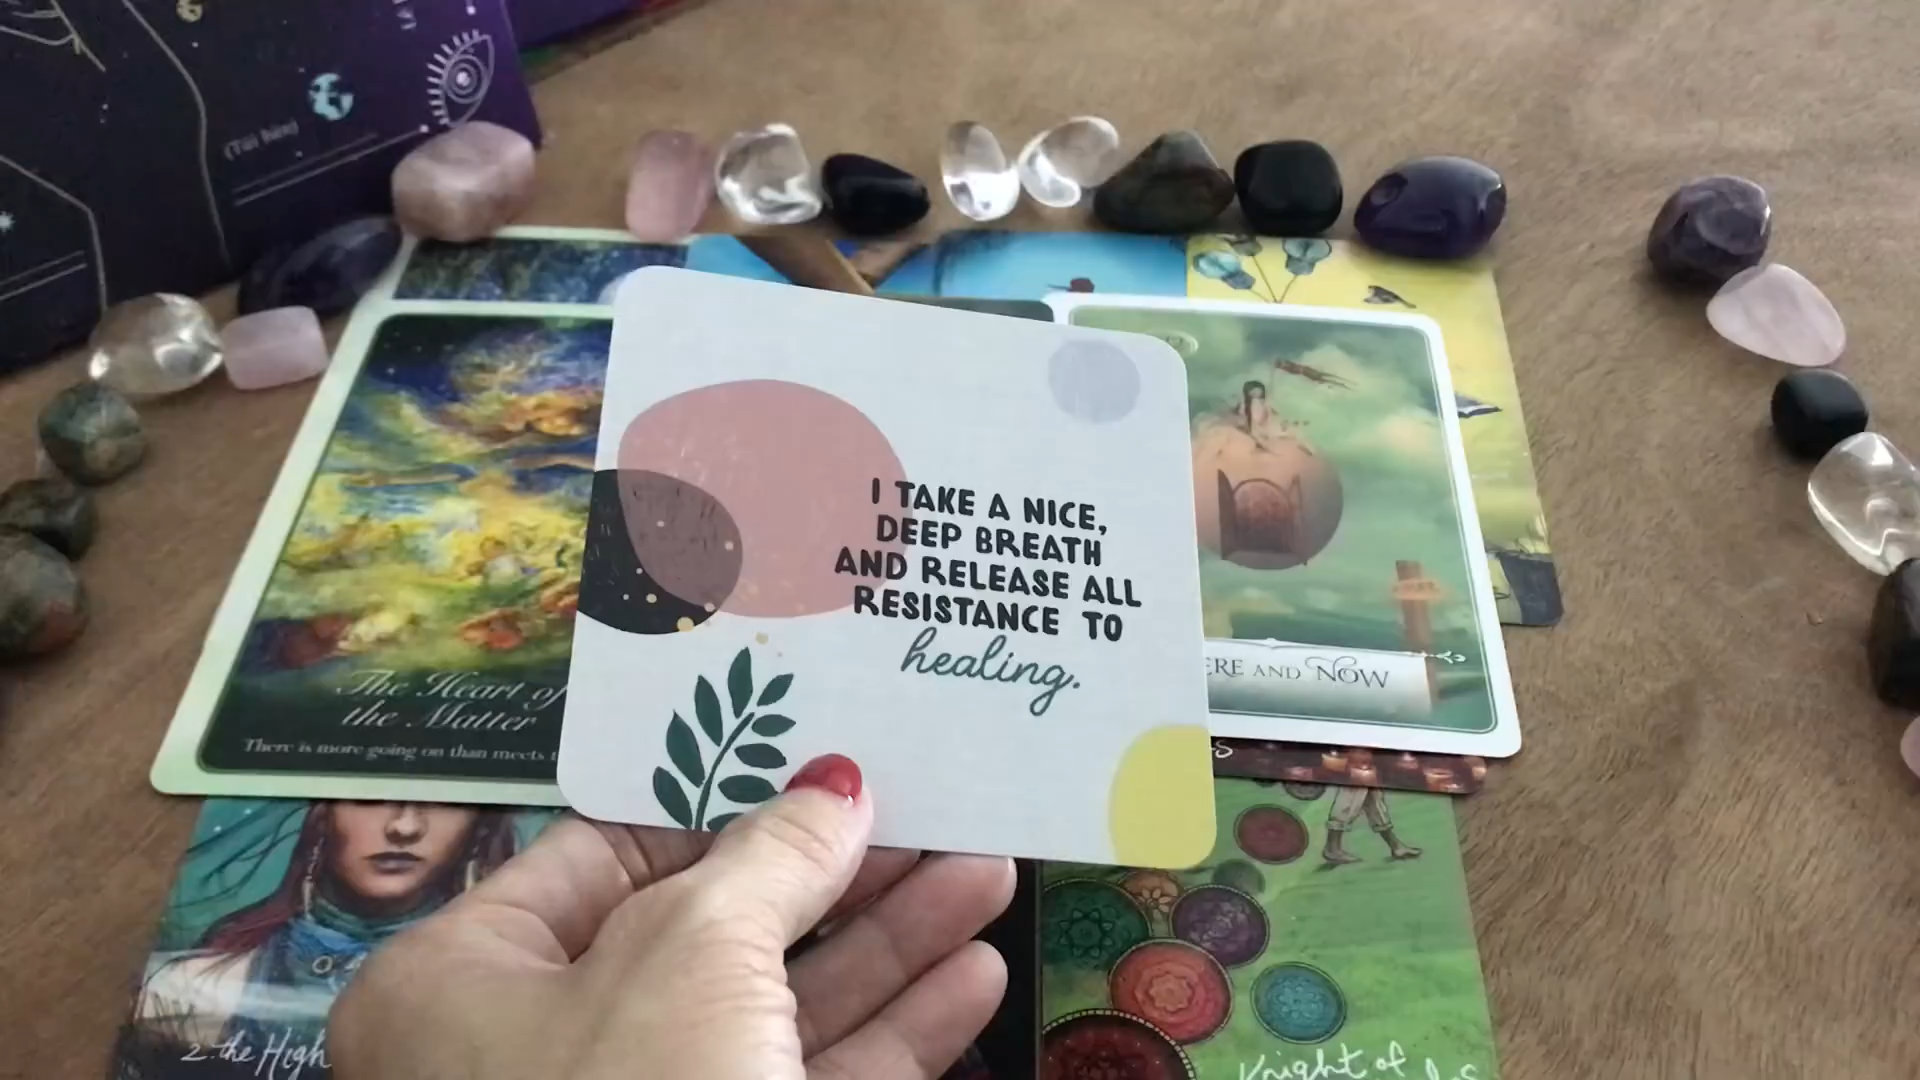 I TAKE A NICE,
DEEP BREATH
AND RELEASE ALL
RESISTANCE TO
healing.
The Heart of
the Matter
There is more going on than meets
ERE AND NOW
2. the High
Knight of